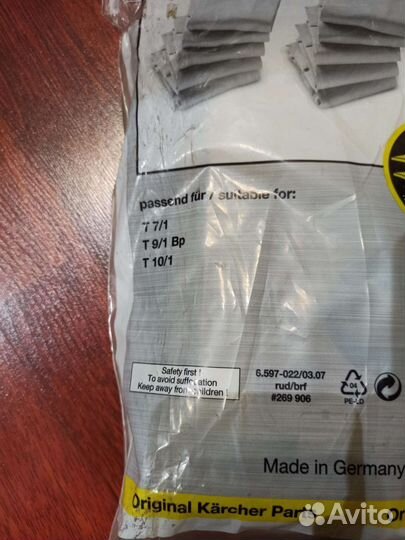 passend für / suitable for:
T 7/1
T 9/1 Bp
T 10/1
Safety first !
To avoid suffocation
Keep away from children !
6.597-022/03.07
rud/brf
#269 906
04
PE-LD
Made in Germany
Original Kärcher Parts
Avito